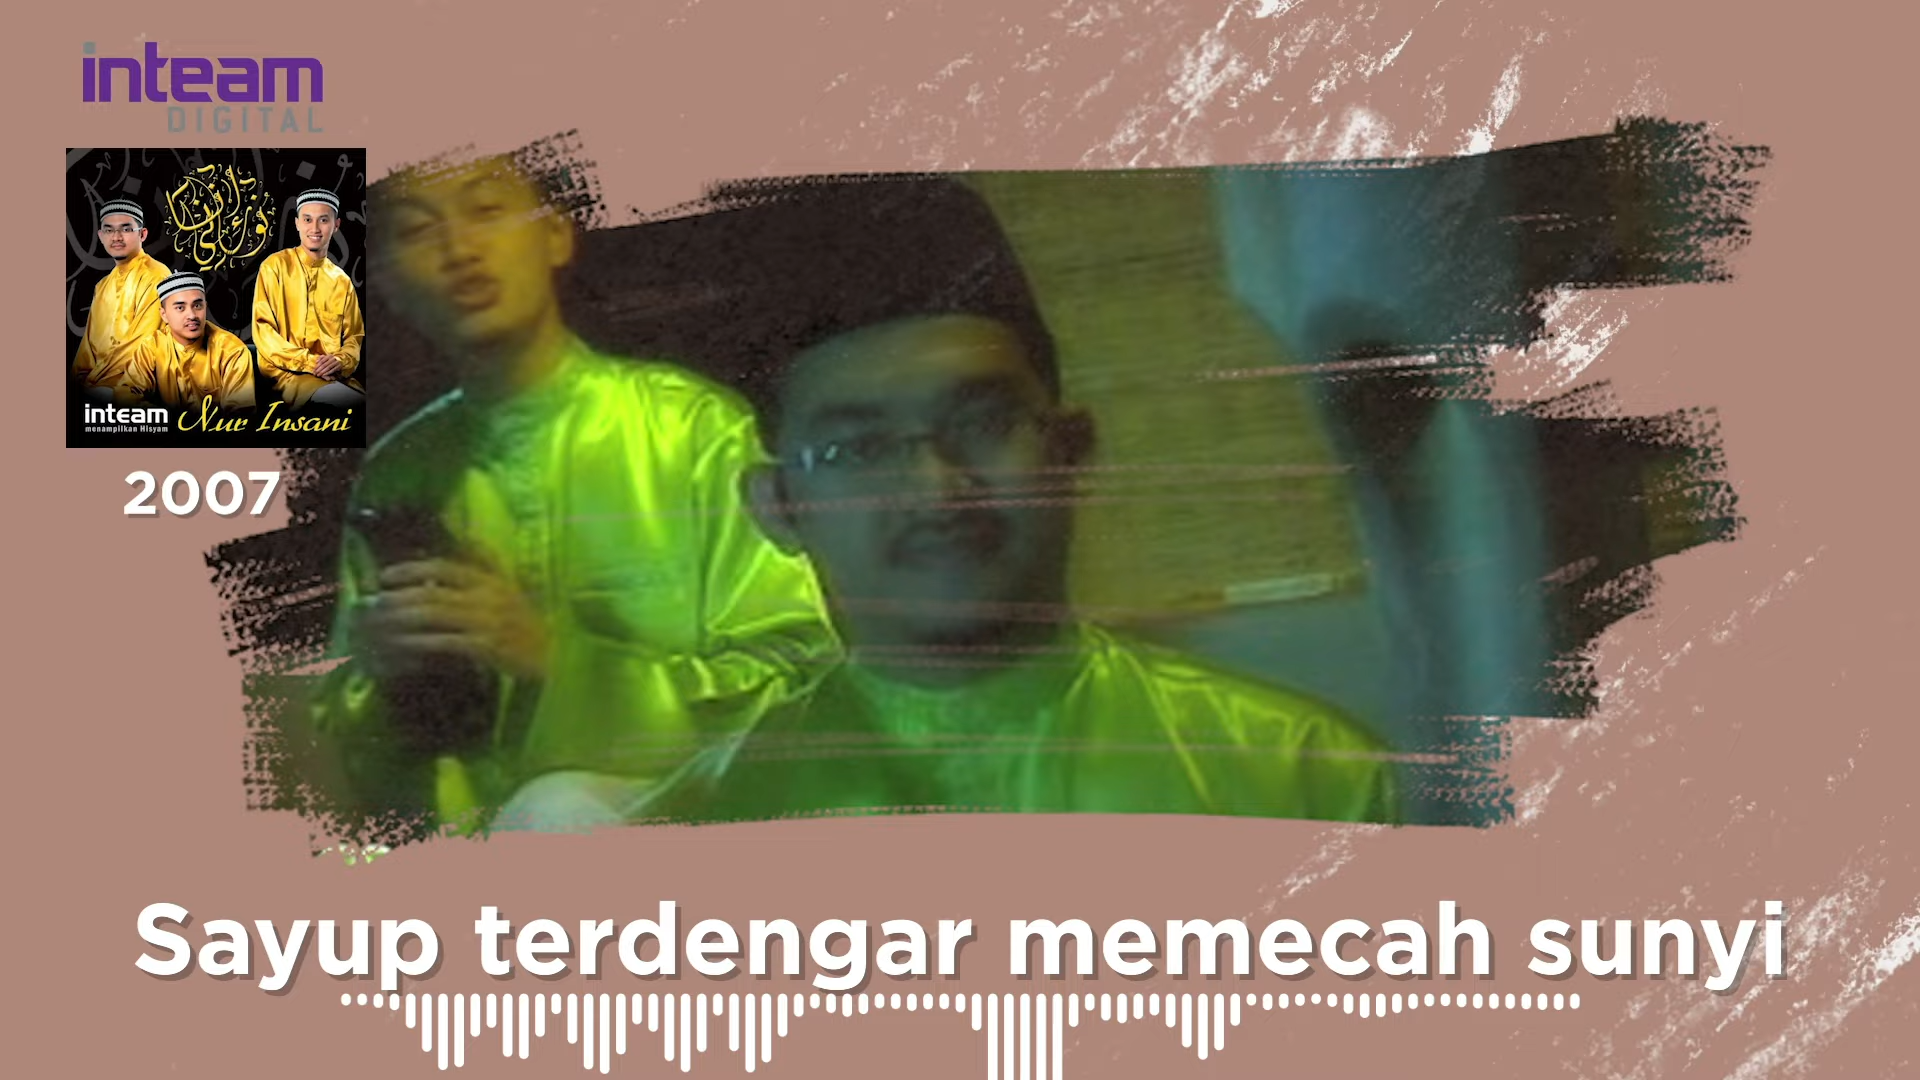 inteam
DIGITAL
inteam
menampilkan Hisyam
Nur Insani
2007
Sayup terdengar memecah sunyi